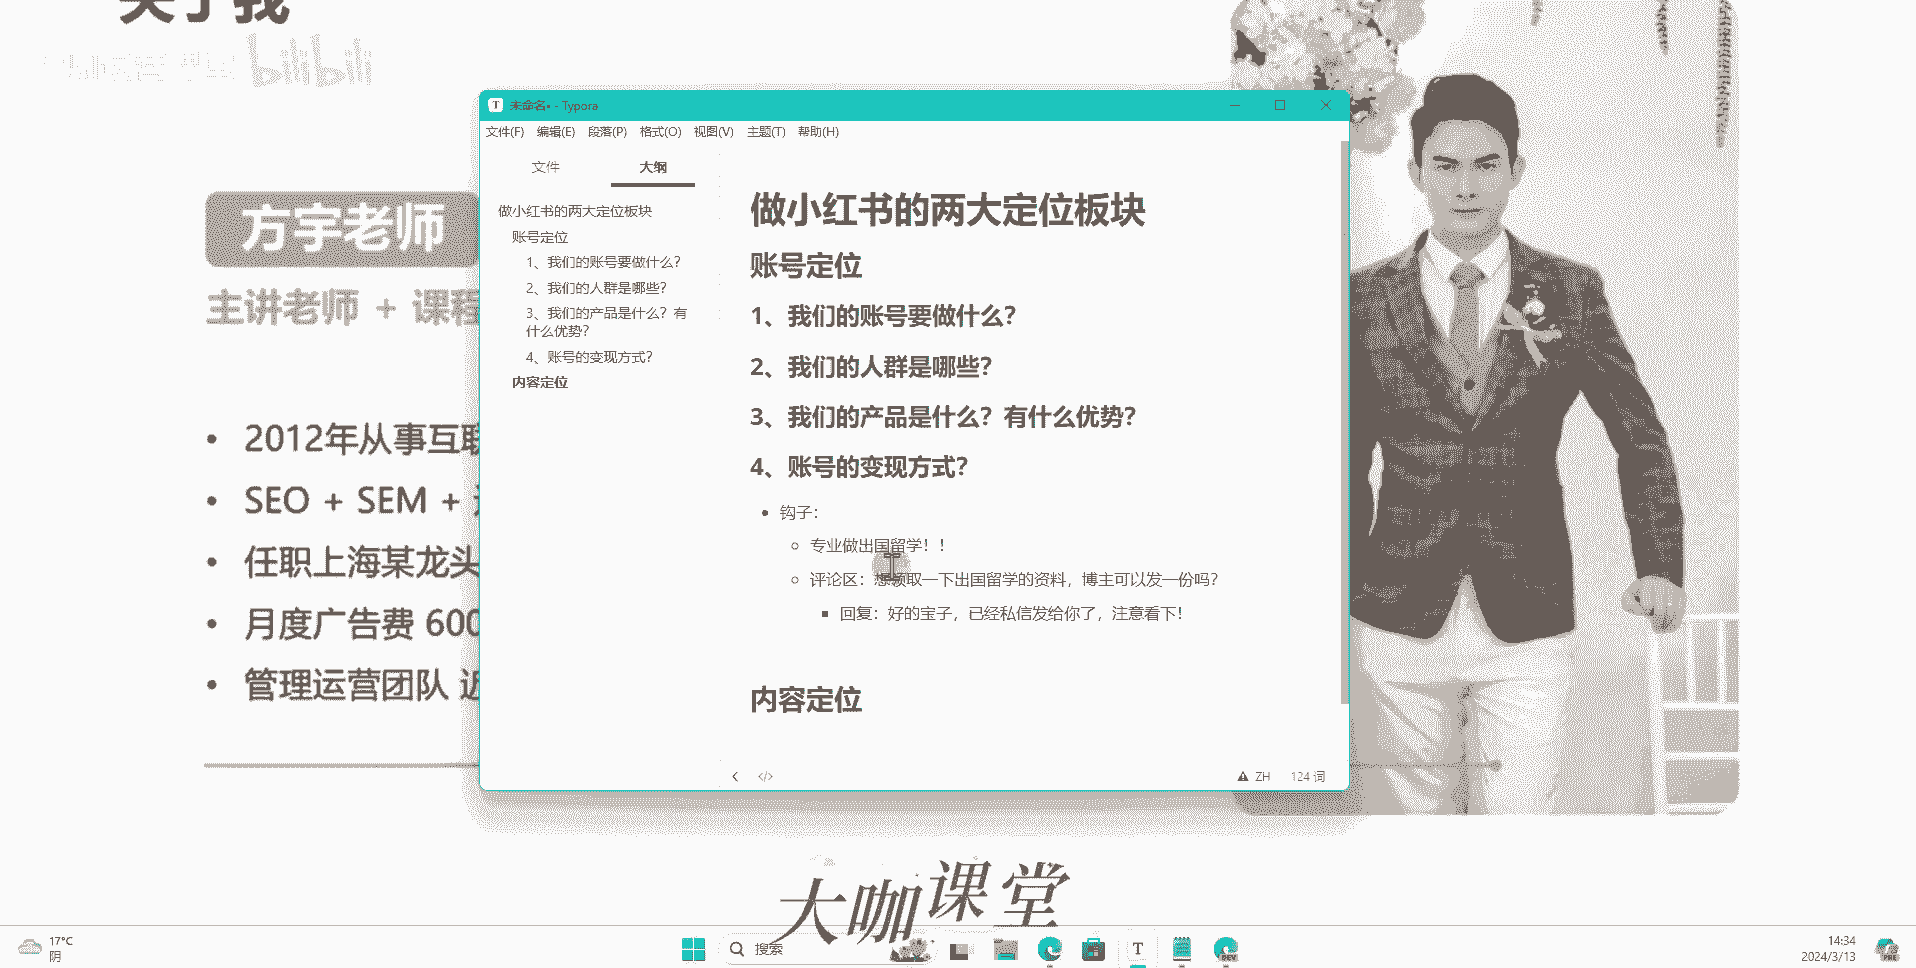 关于我
bilibili
未命名• - Typora
文件(F) 编辑(E) 段落(P) 格式(O) 视图(V) 主题(T) 帮助(H)
文件 大纲
做小红书的两大定位板块
账号定位
1、我们的账号要做什么？
2、我们的人群是哪些？
3、我们的产品是什么？有
什么优势？
4、账号的变现方式？
内容定位
做小红书的两大定位板块
账号定位
1、我们的账号要做什么？
2、我们的人群是哪些？
3、我们的产品是什么？有什么优势？
4、账号的变现方式？
钩子：
专业做出国留学！！
评论区：想领取一下出国留学的资料，博主可以发一份吗？
回复：好的宝子，已经私信发给你了，注意看下！
内容定位
ZH 124 词
方宇老师
主讲老师 + 课程
2012年从事互联
SEO + SEM +
任职上海某龙头
月度广告费 600
管理运营团队 近
大咖课堂
17°C
阴
搜索
14:34
2024/3/13